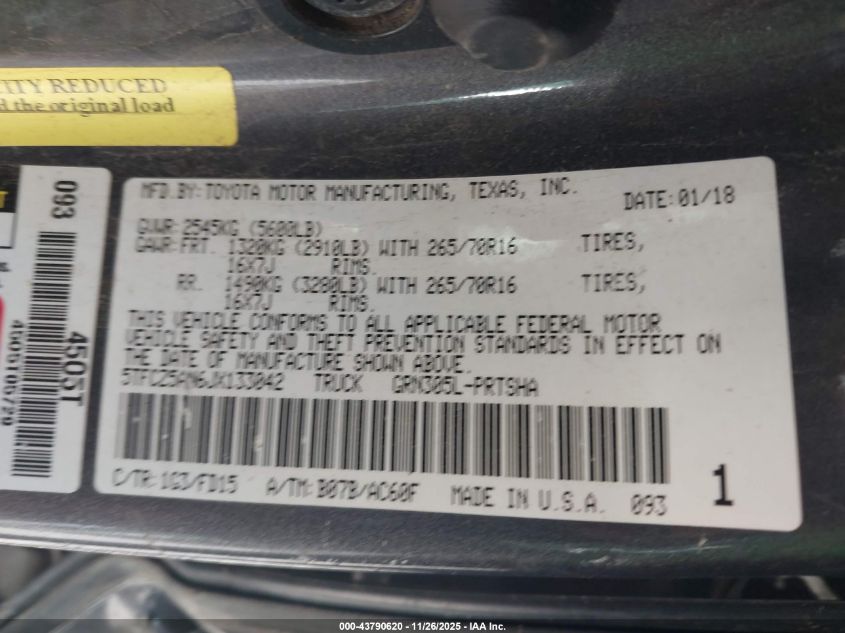 CITY REDUCED
d the original load
MFD.BY:TOYOTA MOTOR MANUFACTURING, TEXAS, INC.
DATE:01/18
GVWR:2545KG (5600LB)
GAWR:FRT. 1320KG (2910LB) WITH 265/70R16 TIRES,
16X7J RIMS.
RR. 1490KG (3280LB) WITH 265/70R16 TIRES,
16X7J RIMS.
THIS VEHICLE CONFORMS TO ALL APPLICABLE FEDERAL MOTOR
VEHICLE SAFETY AND THEFT PREVENTION STANDARDS IN EFFECT ON
THE DATE OF MANUFACTURE SHOWN ABOVE.
5TFCZ5AN6JX133042 TRUCK GRN305L-PRTSHA
C/TR:1G3/FD15 A/TM:B07B/AC60F MADE IN U.S.A. 093
1
093
4505T
000-43790620 - 11/26/2025 - IAA Inc.